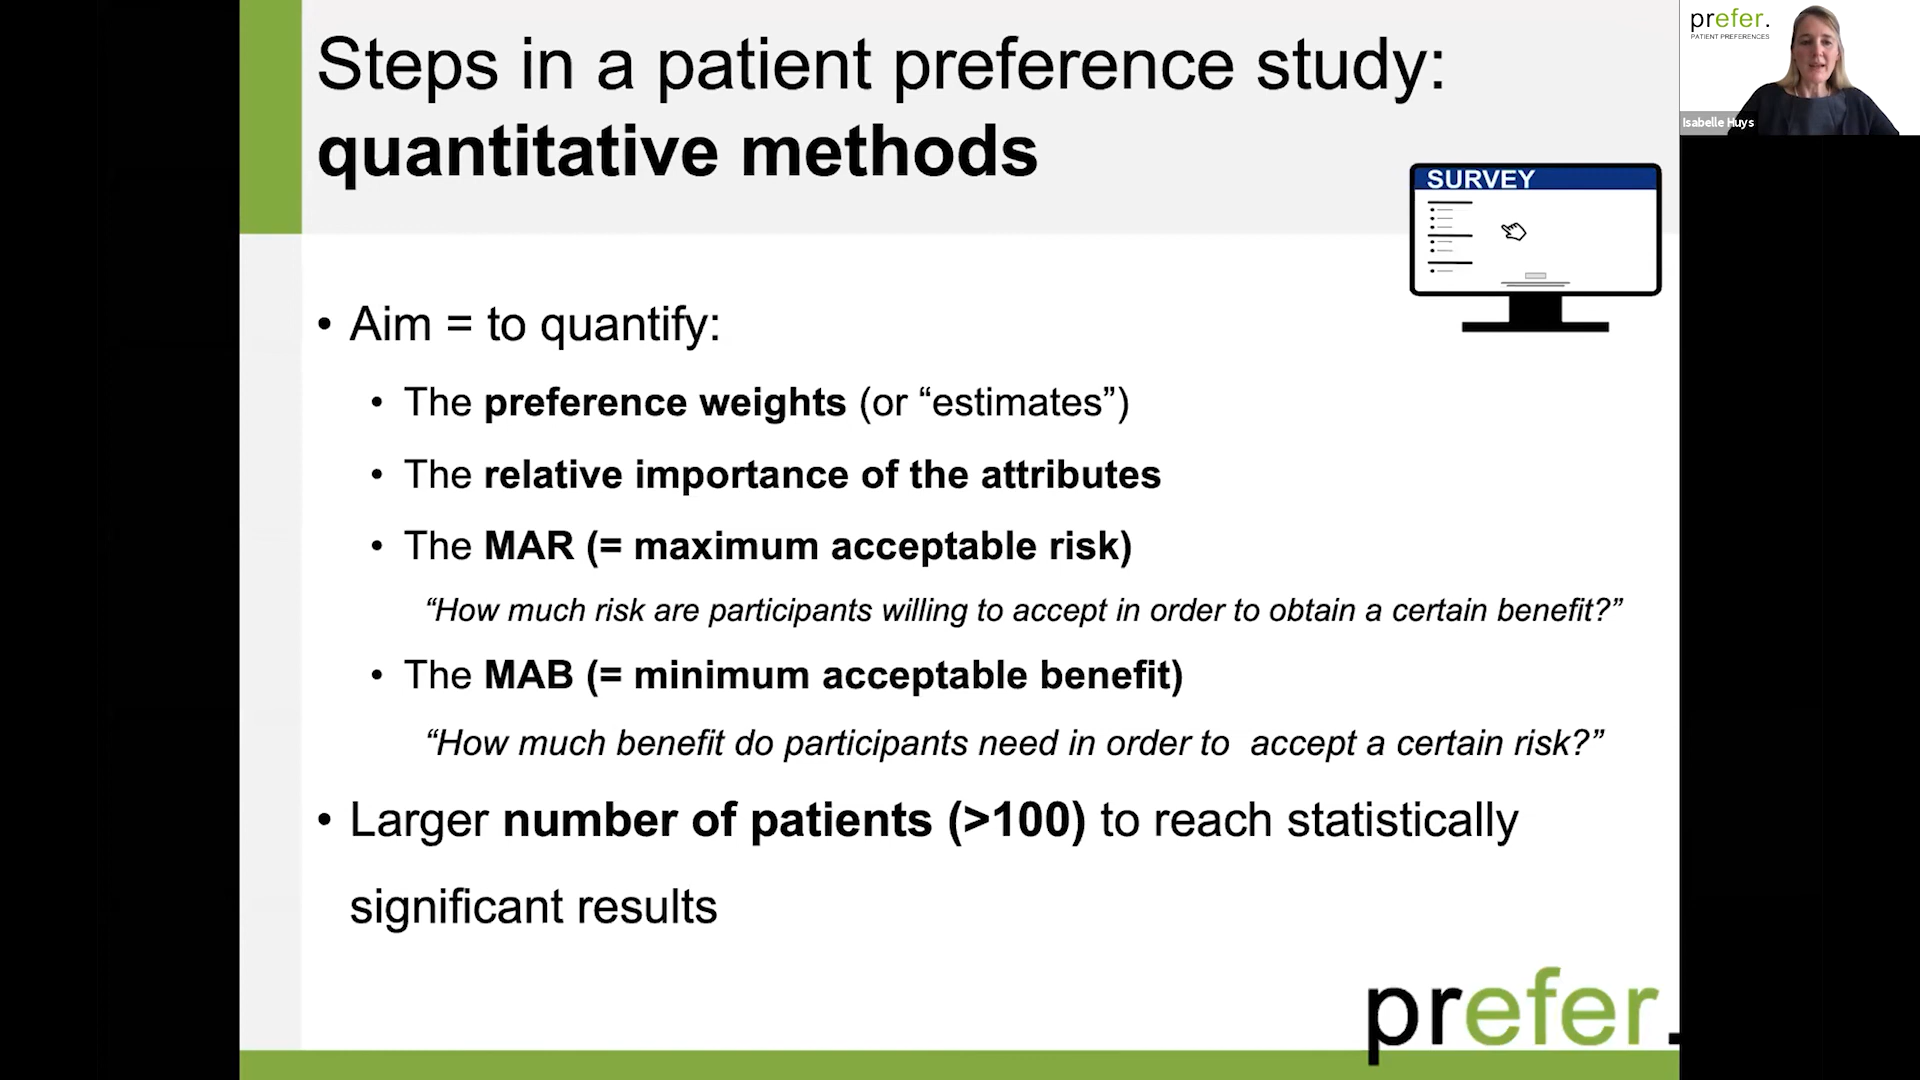 Steps in a patient preference study:
quantitative methods
SURVEY
• Aim = to quantify:
• The preference weights (or “estimates”)
• The relative importance of the attributes
• The MAR (= maximum acceptable risk)
“How much risk are participants willing to accept in order to obtain a certain benefit?”
• The MAB (= minimum acceptable benefit)
“How much benefit do participants need in order to  accept a certain risk?”
• Larger number of patients (>100) to reach statistically
significant results
prefer.
prefer.
PATIENT PREFERENCES
Isabelle Huys